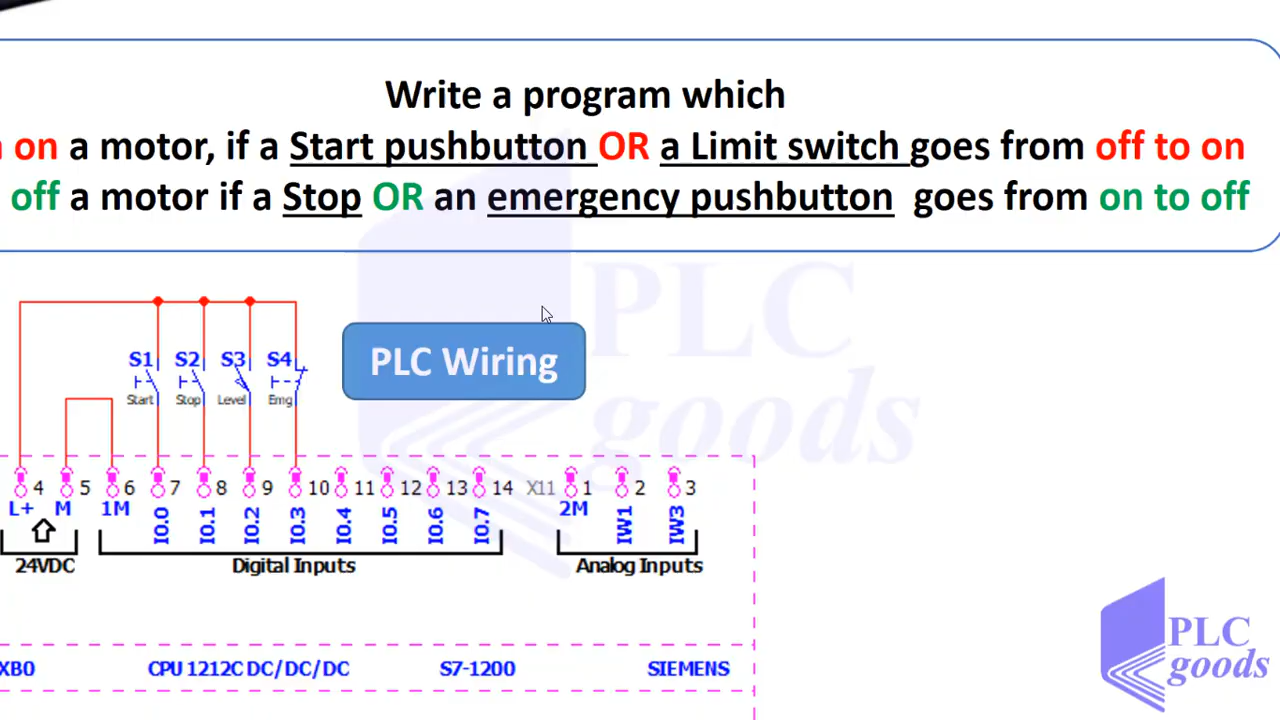 Write a program which
on a motor, if a Start pushbutton OR a Limit switch goes from off to on
off a motor if a Stop OR an emergency pushbutton goes from on to off
PLC Wiring
PLC
goods
S1 S2 S3 S4
Start Stop Level Emg
4 5 6 7 8 9 10 11 12 13 14 X11 1 2 3
L+ M 1M I0.0 I0.1 I0.2 I0.3 I0.4 I0.5 I0.6 I0.7 2M IW1 IW3
24VDC Digital Inputs Analog Inputs
XB0 CPU 1212C DC/DC/DC S7-1200 SIEMENS
PLC
goods